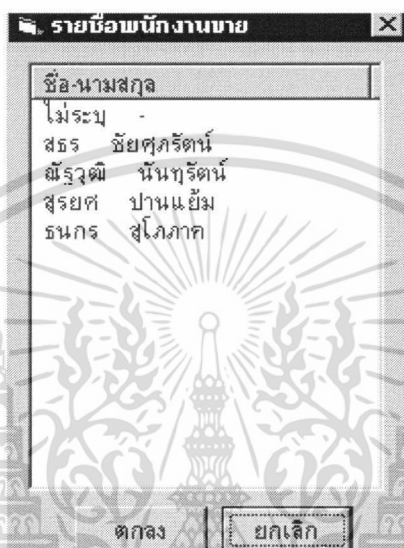 รายชื่อพนักงานขาย
ชื่อ-นามสกุล
ไม่ระบุ -
สธร ชัยศุภรัตน์
ณัฐวุฒิ นันทุรัตน์
สุรยศ ปานแย้ม
ธนกร สุโภภาค
ตกลง ยกเลิก